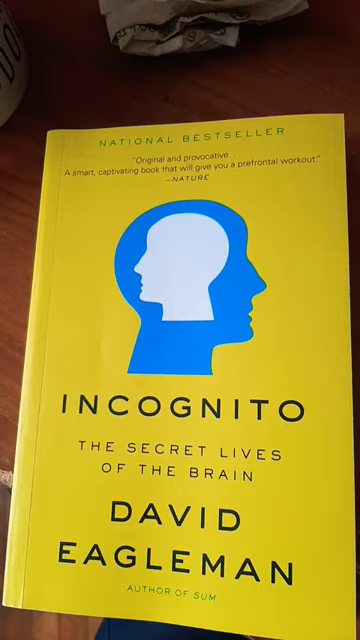 NATIONAL BESTSELLER
"Original and provocative. . . .
A smart, captivating book that will give you a prefrontal workout."
—NATURE
INCOGNITO
THE SECRET LIVES
OF THE BRAIN
DAVID
EAGLEMAN
AUTHOR OF SUM